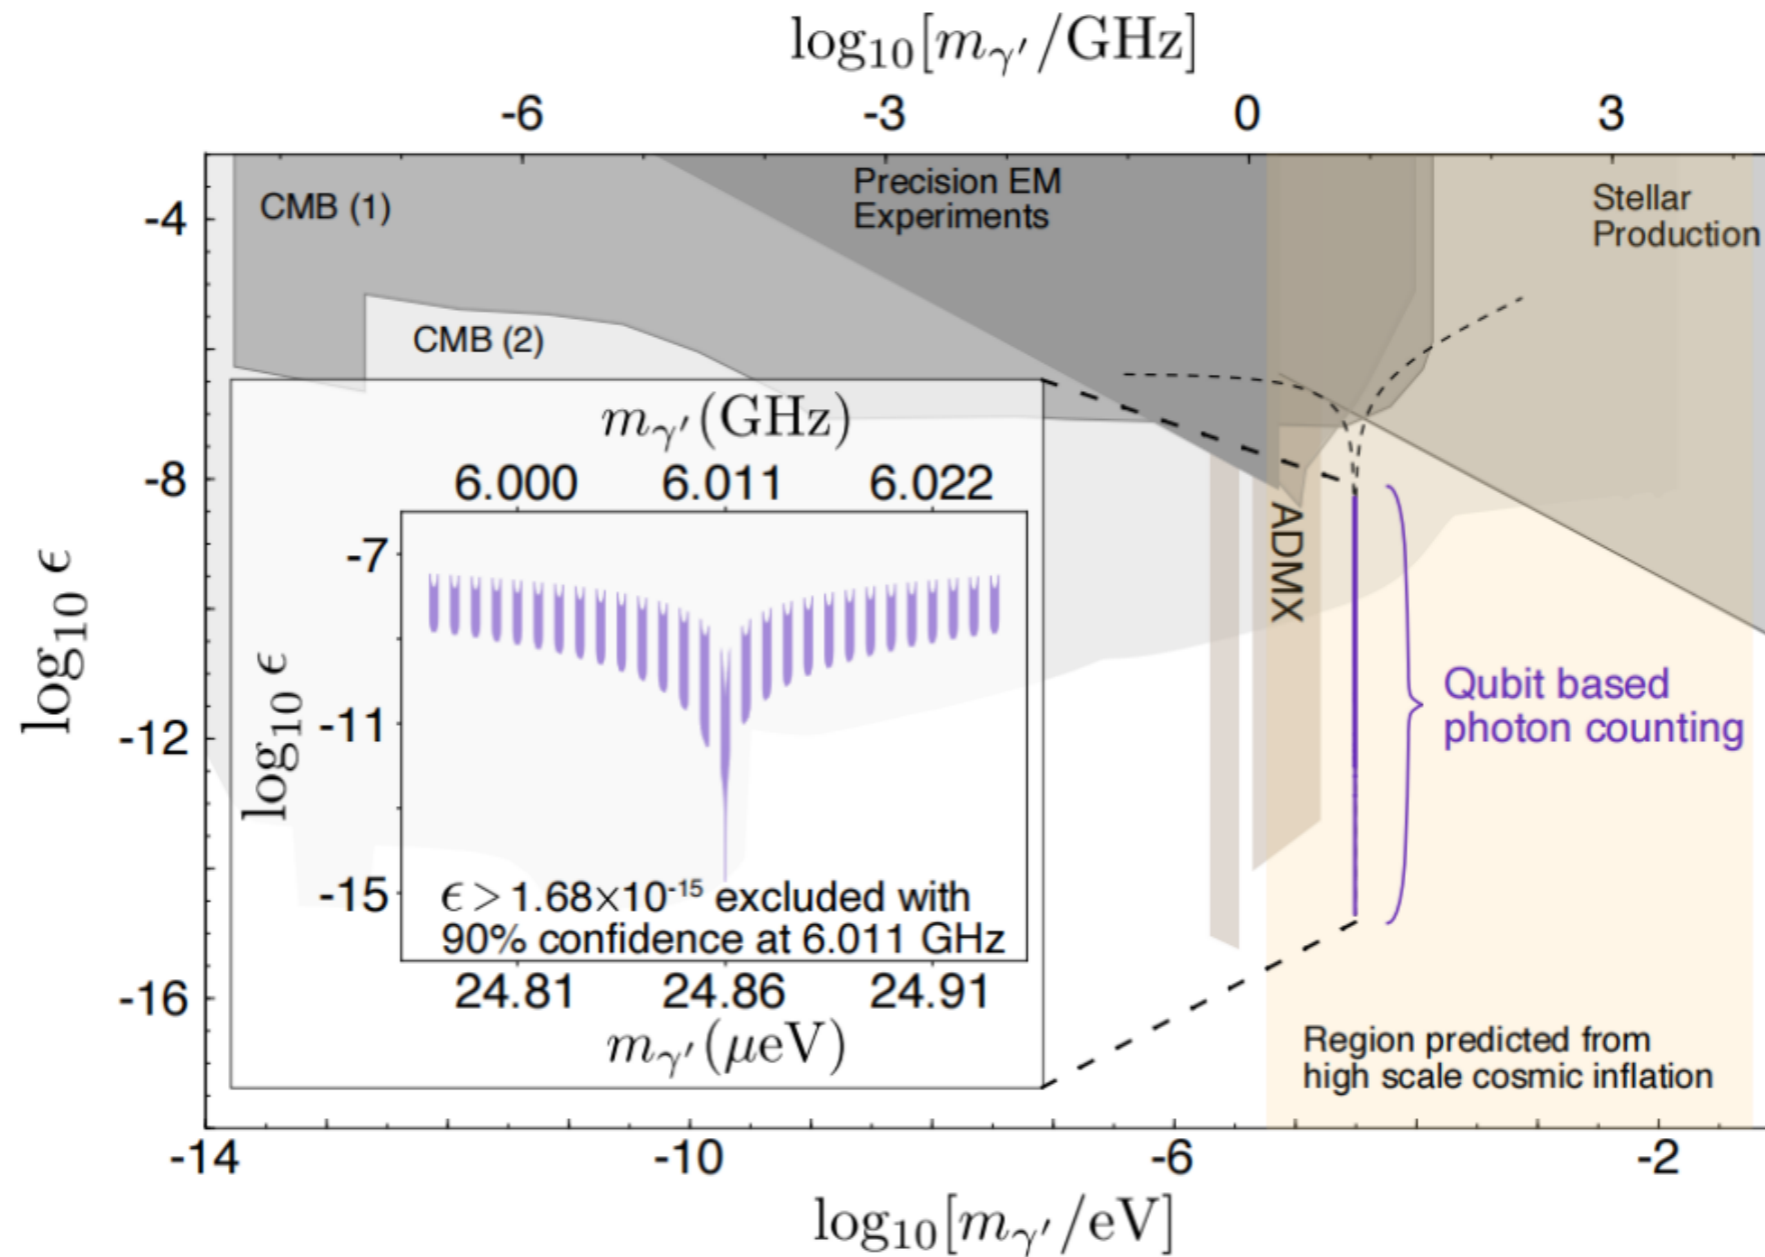 log₁₀[mγ′/GHz]
-6 -3 0 3
CMB (1)
Precision EM
Experiments
Stellar
Production
-4
CMB (2)
mγ′(GHz)
6.000 6.011 6.022
-8
-7
ADMX
log₁₀ ϵ
log₁₀ ϵ
-11
Qubit based
photon counting
-12
-15
ϵ > 1.68×10⁻¹⁵ excluded with
90% confidence at 6.011 GHz
24.81 24.86 24.91
-16
mγ′(μeV)
Region predicted from
high scale cosmic inflation
-14 -10 -6 -2
log₁₀[mγ′/eV]